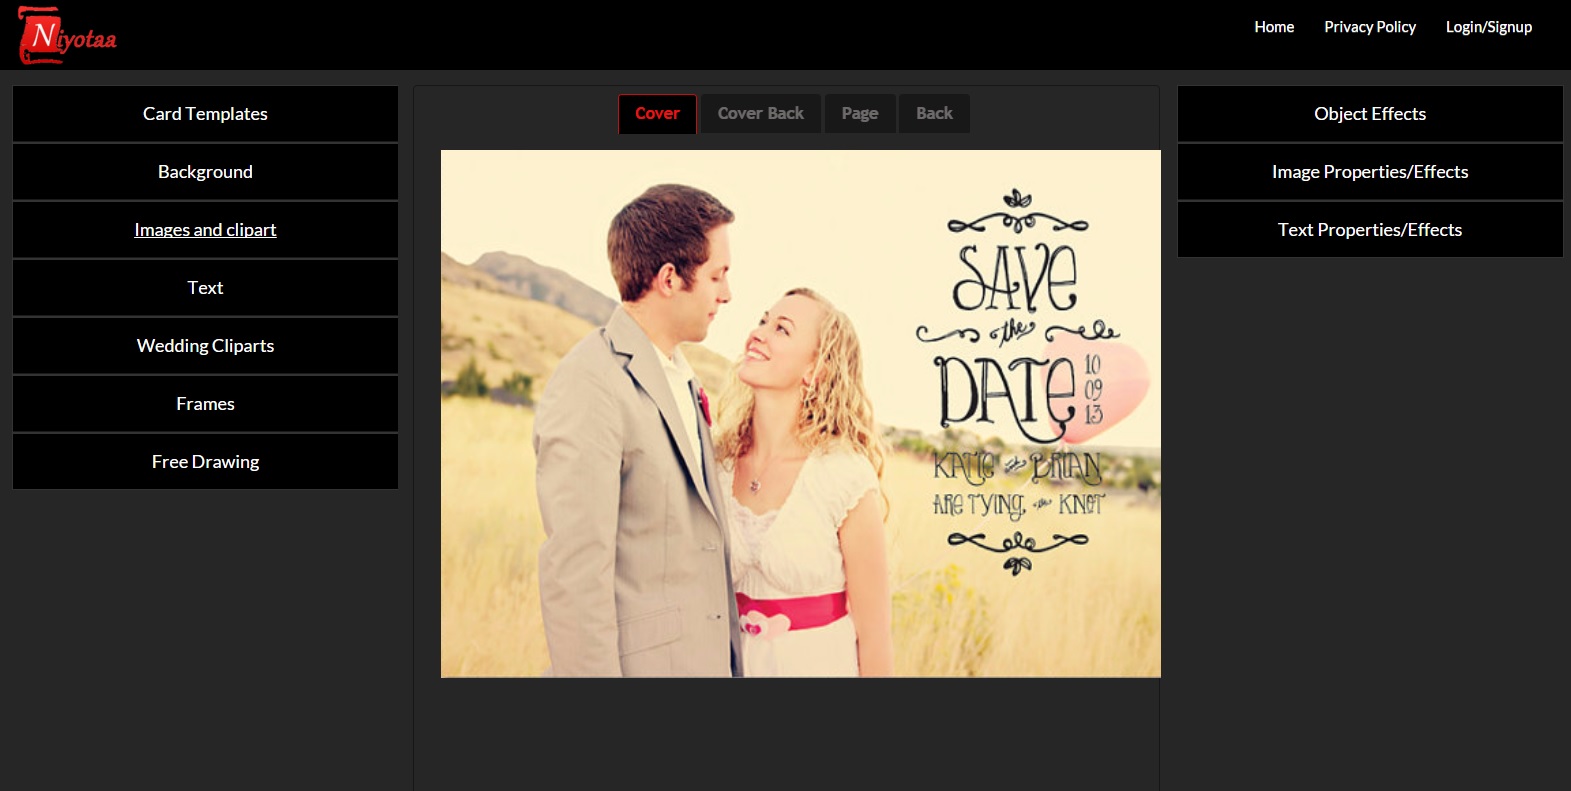 Niyotaa
Home
Privacy Policy
Login/Signup
Card Templates
Background
Images and clipart
Text
Wedding Cliparts
Frames
Free Drawing
Cover
Cover Back
Page
Back
SAVE
the
DATE
10
09
13
KATIE and BRIAN
ARE TYING the KNOT
Object Effects
Image Properties/Effects
Text Properties/Effects